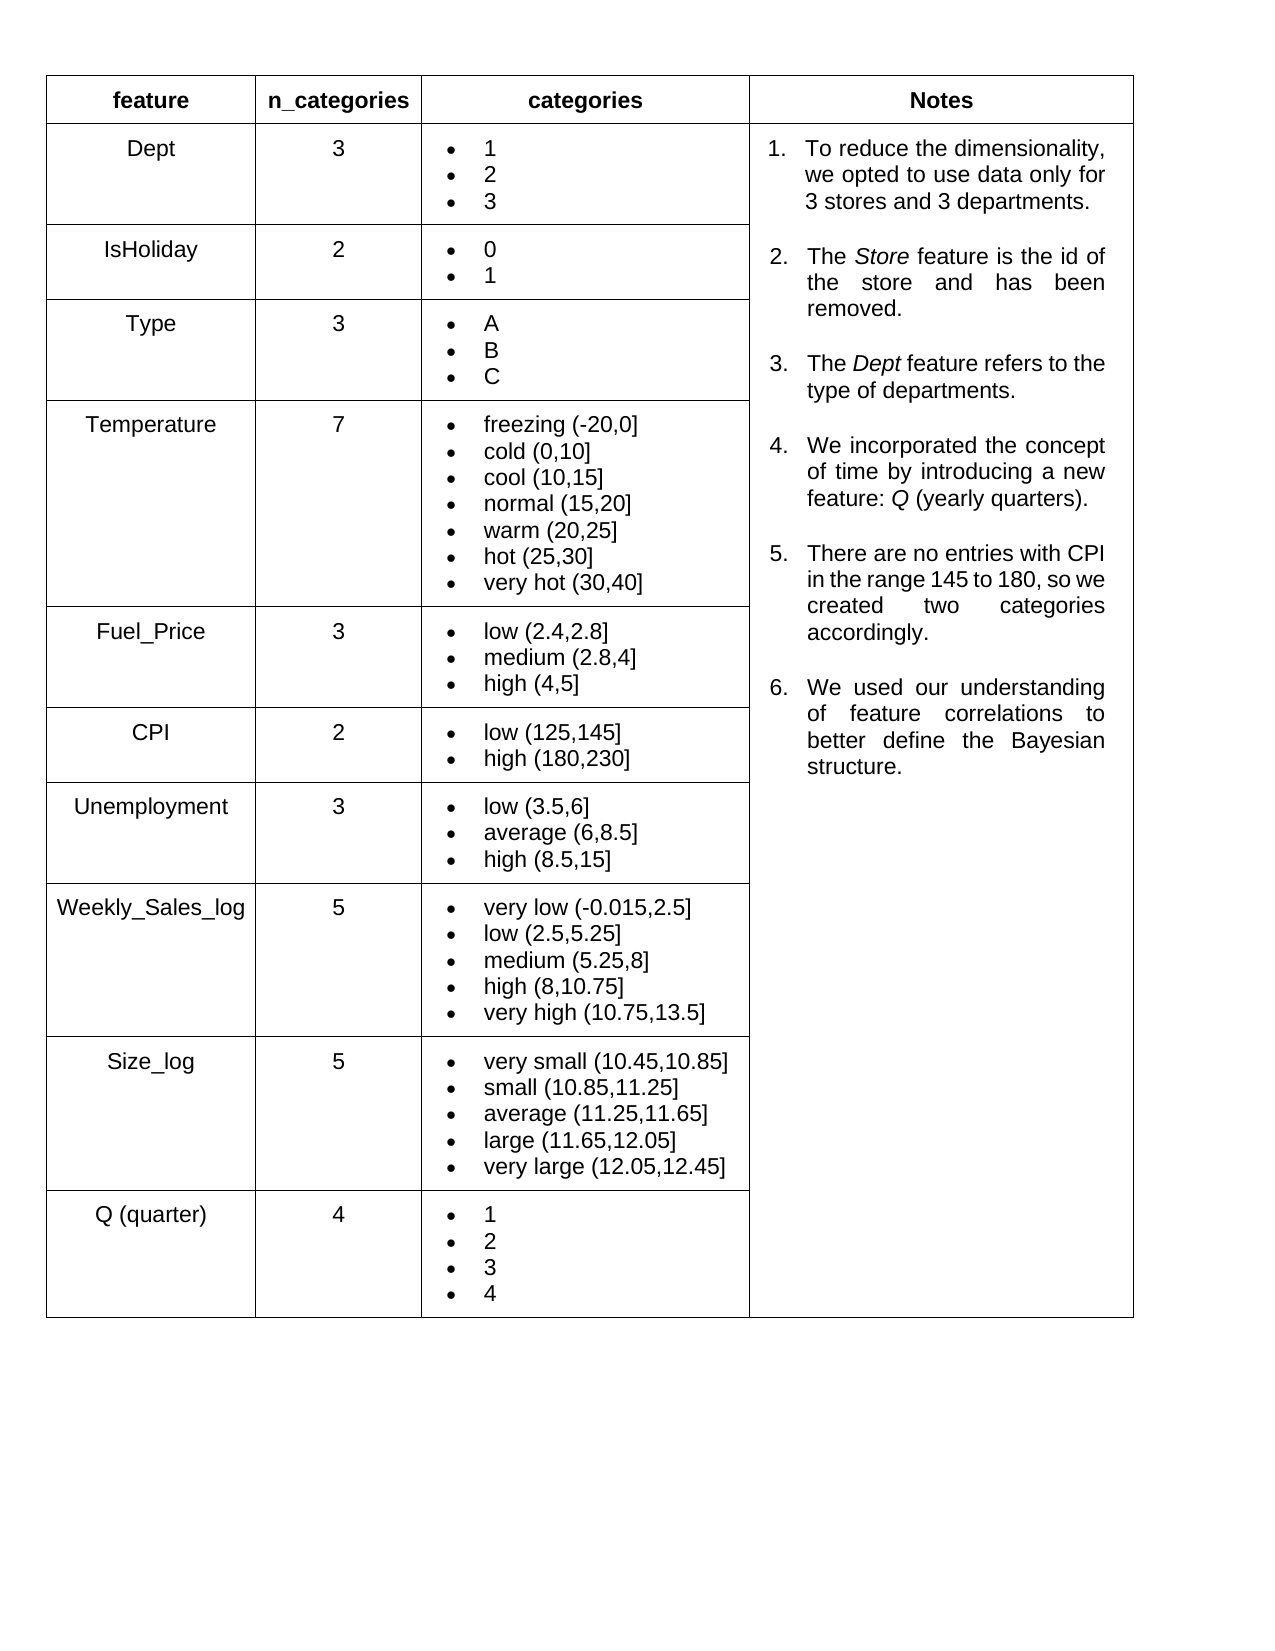 feature n_categories categories Notes
Dept 3
• 1
• 2
• 3
IsHoliday 2
• 0
• 1
Type 3
• A
• B
• C
Temperature 7
• freezing (-20,0]
• cold (0,10]
• cool (10,15]
• normal (15,20]
• warm (20,25]
• hot (25,30]
• very hot (30,40]
Fuel_Price 3
• low (2.4,2.8]
• medium (2.8,4]
• high (4,5]
CPI 2
• low (125,145]
• high (180,230]
Unemployment 3
• low (3.5,6]
• average (6,8.5]
• high (8.5,15]
Weekly_Sales_log 5
• very low (-0.015,2.5]
• low (2.5,5.25]
• medium (5.25,8]
• high (8,10.75]
• very high (10.75,13.5]
Size_log 5
• very small (10.45,10.85]
• small (10.85,11.25]
• average (11.25,11.65]
• large (11.65,12.05]
• very large (12.05,12.45]
Q (quarter) 4
• 1
• 2
• 3
• 4
1. To reduce the dimensionality,
we opted to use data only for
3 stores and 3 departments.
2. The Store feature is the id of
the store and has been
removed.
3. The Dept feature refers to the
type of departments.
4. We incorporated the concept
of time by introducing a new
feature: Q (yearly quarters).
5. There are no entries with CPI
in the range 145 to 180, so we
created two categories
accordingly.
6. We used our understanding
of feature correlations to
better define the Bayesian
structure.